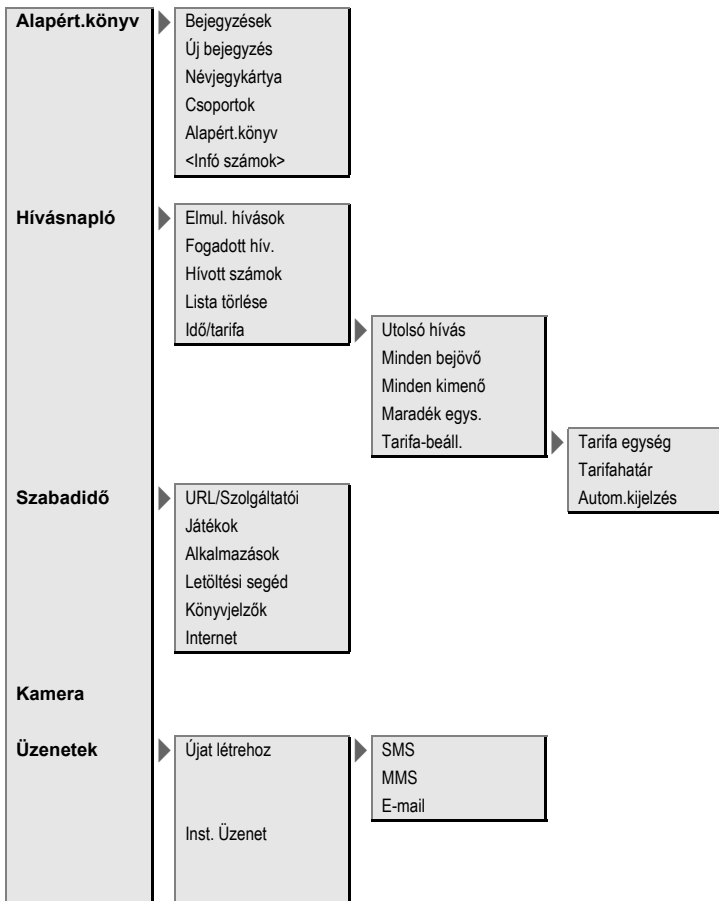 Alapért.könyv
Bejegyzések
Új bejegyzés
Névjegykártya
Csoportok
Alapért.könyv
<Infó számok>
Hívásnapló
Elmul. hívások
Fogadott hív.
Hívott számok
Lista törlése
Idő/tarifa
Utolsó hívás
Minden bejövő
Minden kimenő
Maradék egys.
Tarifa-beáll.
Tarifa egység
Tarifahatár
Autom.kijelzés
Szabadidő
URL/Szolgáltatói
Játékok
Alkalmazások
Letöltési segéd
Könyvjelzők
Internet
Kamera
Üzenetek
Újat létrehoz
SMS
MMS
E-mail
Inst. Üzenet